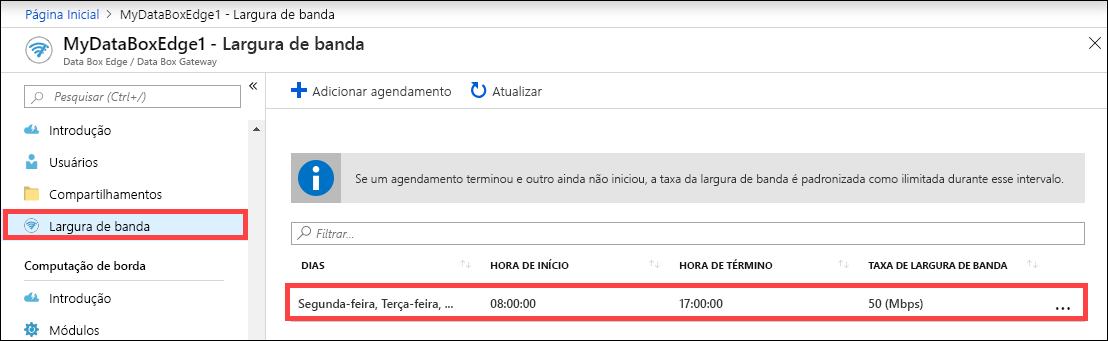 Página Inicial > MyDataBoxEdge1 - Largura de banda
MyDataBoxEdge1 - Largura de banda
Data Box Edge / Data Box Gateway
Pesquisar (Ctrl+/)
«
Introdução
Usuários
Compartilhamentos
Largura de banda
Computação de borda
Introdução
Módulos
Adicionar agendamento Atualizar
Se um agendamento terminou e outro ainda não iniciou, a taxa da largura de banda é padronizada como ilimitada durante esse intervalo.
Filtrar...
DIAS HORA DE INÍCIO HORA DE TÉRMINO TAXA DE LARGURA DE BANDA
Segunda-feira, Terça-feira, ... 08:00:00 17:00:00 50 (Mbps) ...